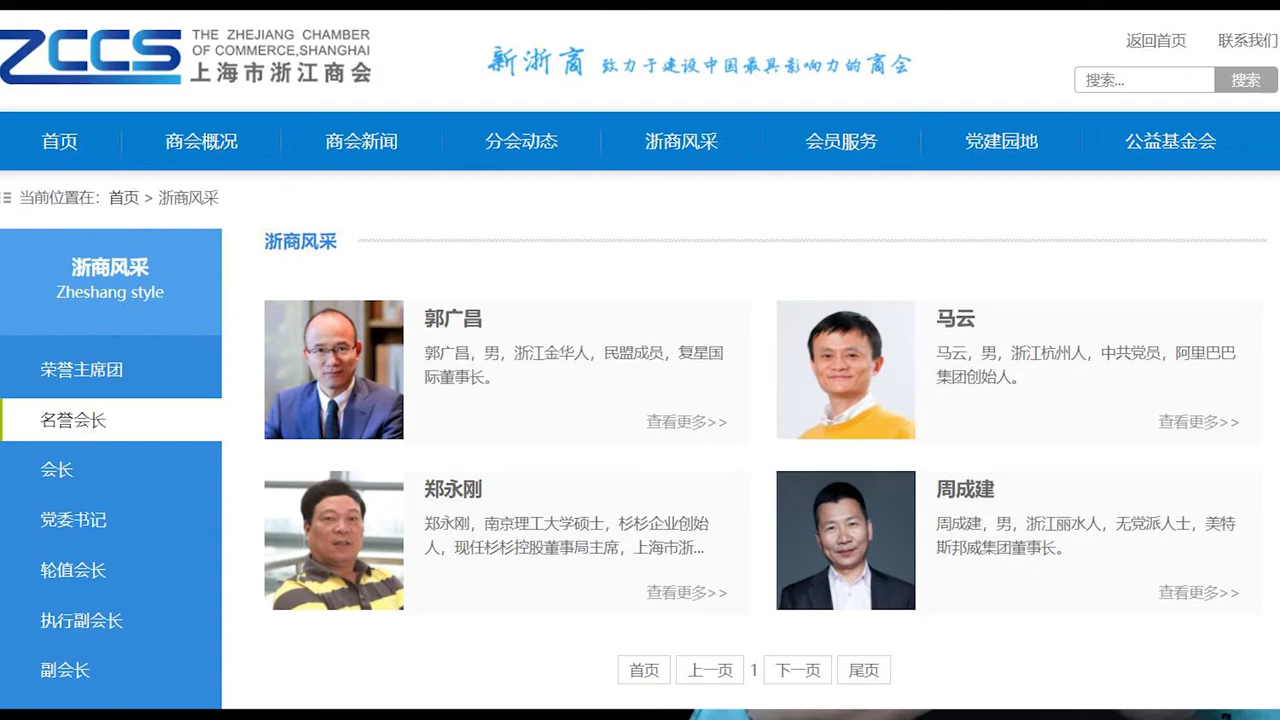 ZCCS
THE ZHEJIANG CHAMBER
OF COMMERCE,SHANGHAI
上海市浙江商会
新浙商 致力于建设中国最具影响力的商会
返回首页 联系我们
搜索... 搜索
首页 商会概况 商会新闻 分会动态 浙商风采 会员服务 党建园地 公益基金会
当前位置在：首页 > 浙商风采
浙商风采
Zheshang style
荣誉主席团
名誉会长
会长
党委书记
轮值会长
执行副会长
副会长
浙商风采
郭广昌
郭广昌，男，浙江金华人，民盟成员，复星国
际董事长。
查看更多>>
马云
马云，男，浙江杭州人，中共党员，阿里巴巴
集团创始人。
查看更多>>
郑永刚
郑永刚，南京理工大学硕士，杉杉企业创始
人，现任杉杉控股董事局主席，上海市浙...
查看更多>>
周成建
周成建，男，浙江丽水人，无党派人士，美特
斯邦威集团董事长。
查看更多>>
首页 上一页 1 下一页 尾页